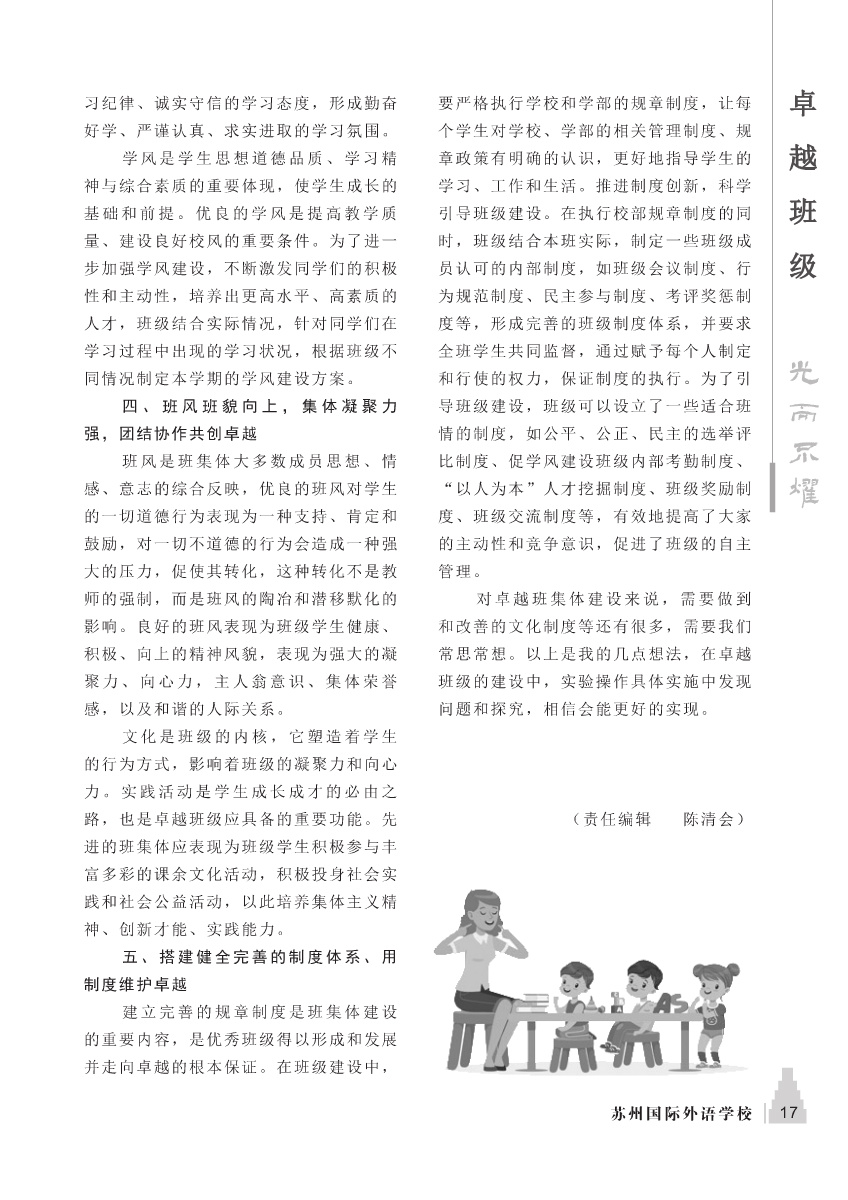 习纪律、诚实守信的学习态度，形成勤奋
好学、严谨认真、求实进取的学习氛围。
学风是学生思想道德品质、学习精
神与综合素质的重要体现，使学生成长的
基础和前提。优良的学风是提高教学质
量、建设良好校风的重要条件。为了进一
步加强学风建设，不断激发同学们的积极
性和主动性，培养出更高水平、高素质的
人才，班级结合实际情况，针对同学们在
学习过程中出现的学习状况，根据班级不
同情况制定本学期的学风建设方案。
四、班风班貌向上，集体凝聚力
强，团结协作共创卓越
班风是班集体大多数成员思想、情
感、意志的综合反映，优良的班风对学生
的一切道德行为表现为一种支持、肯定和
鼓励，对一切不道德的行为会造成一种强
大的压力，促使其转化，这种转化不是教
师的强制，而是班风的陶冶和潜移默化的
影响。良好的班风表现为班级学生健康、
积极、向上的精神风貌，表现为强大的凝
聚力、向心力，主人翁意识、集体荣誉
感，以及和谐的人际关系。
文化是班级的内核，它塑造着学生
的行为方式，影响着班级的凝聚力和向心
力。实践活动是学生成长成才的必由之
路，也是卓越班级应具备的重要功能。先
进的班集体应表现为班级学生积极参与丰
富多彩的课余文化活动，积极投身社会实
践和社会公益活动，以此培养集体主义精
神、创新才能、实践能力。
五、搭建健全完善的制度体系、用
制度维护卓越
建立完善的规章制度是班集体建设
的重要内容，是优秀班级得以形成和发展
并走向卓越的根本保证。在班级建设中，
要严格执行学校和学部的规章制度，让每
个学生对学校、学部的相关管理制度、规
章政策有明确的认识，更好地指导学生的
学习、工作和生活。推进制度创新，科学
引导班级建设。在执行校部规章制度的同
时，班级结合本班实际，制定一些班级成
员认可的内部制度，如班级会议制度、行
为规范制度、民主参与制度、考评奖惩制
度等，形成完善的班级制度体系，并要求
全班学生共同监督，通过赋予每个人制定
和行使的权力，保证制度的执行。为了引
导班级建设，班级可以设立了一些适合班
情的制度，如公平、公正、民主的选举评
比制度、促学风建设班级内部考勤制度、
“以人为本”人才挖掘制度、班级奖励制
度、班级交流制度等，有效地提高了大家
的主动性和竞争意识，促进了班级的自主
管理。
对卓越班集体建设来说，需要做到
和改善的文化制度等还有很多，需要我们
常思常想。以上是我的几点想法，在卓越
班级的建设中，实验操作具体实施中发现
问题和探究，相信会能更好的实现。
（责任编辑　陈清会）
卓越班级
光而不耀
AS
苏州国际外语学校
17